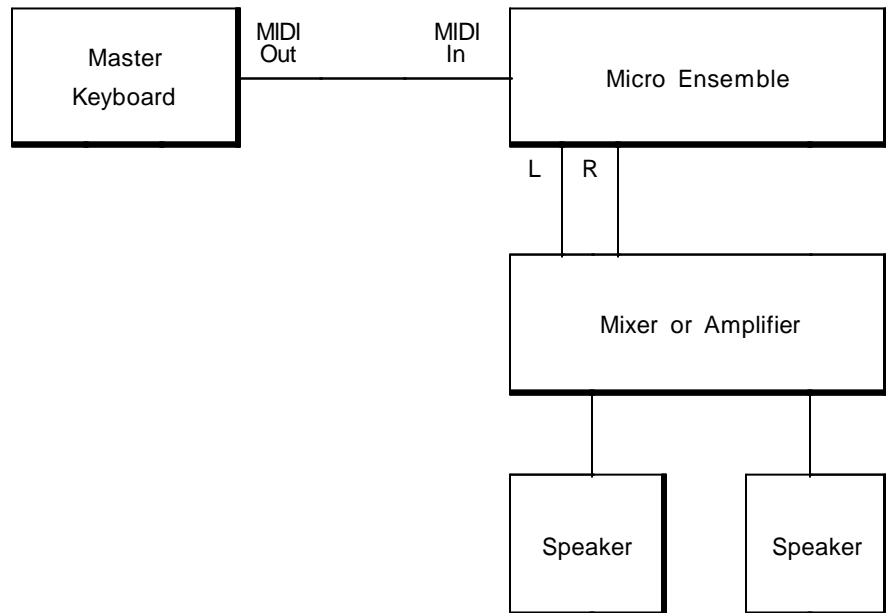 Master
Keyboard
MIDI
Out
MIDI
In
Micro Ensemble
L R
Mixer or Amplifier
Speaker
Speaker